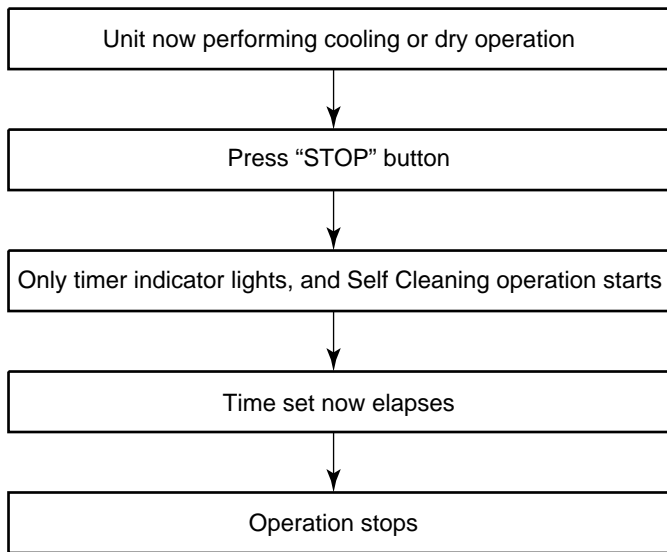 Unit now performing cooling or dry operation
Press “STOP” button
Only timer indicator lights, and Self Cleaning operation starts
Time set now elapses
Operation stops